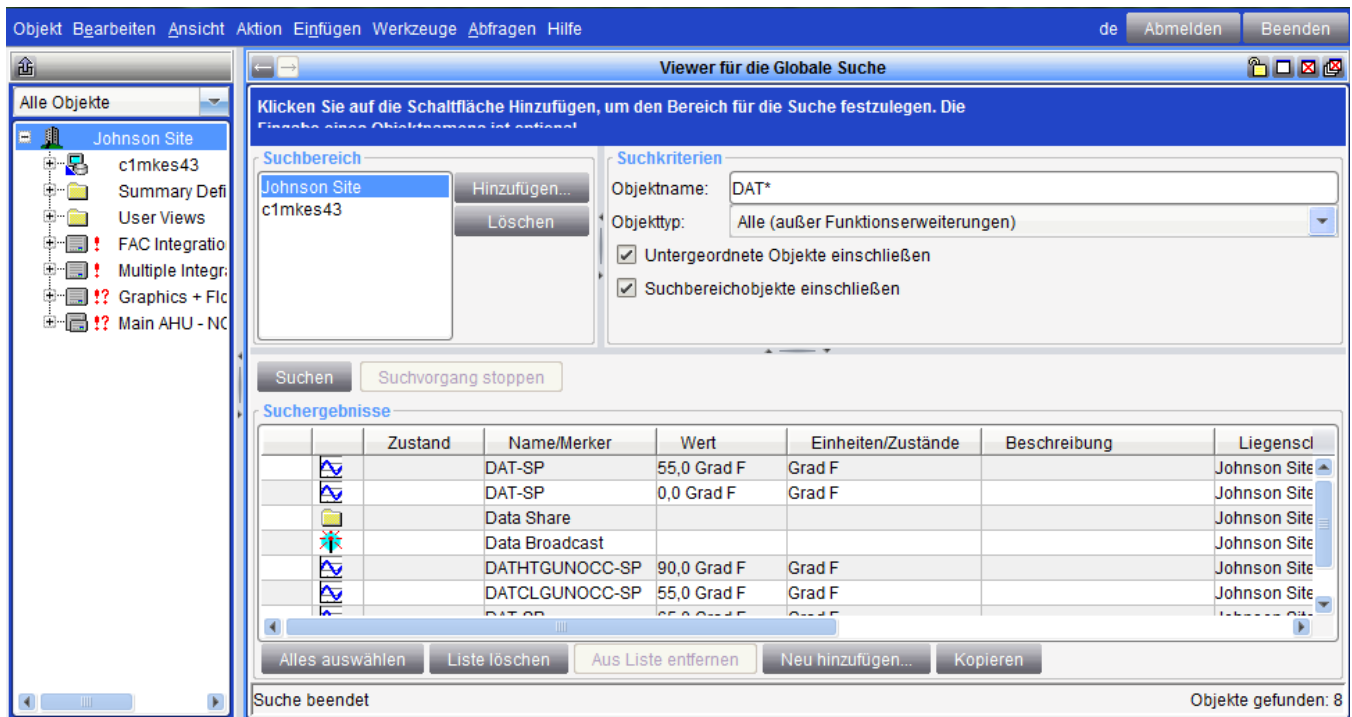 Objekt Bearbeiten Ansicht Aktion Einfügen Werkzeuge Abfragen Hilfe de Abmelden Beenden
Viewer für die Globale Suche
Alle Objekte
Johnson Site
c1mkes43
Summary Defi
User Views
FAC Integratio
Multiple Integr
Graphics + Flo
Main AHU - NC
Klicken Sie auf die Schaltfläche Hinzufügen, um den Bereich für die Suche festzulegen. Die
Eingabe eines Objektnamens ist optional
Suchbereich
Johnson Site
c1mkes43
Hinzufügen...
Löschen
Suchkriterien
Objektname: DAT*
Objekttyp: Alle (außer Funktionserweiterungen)
Untergeordnete Objekte einschließen
Suchbereichobjekte einschließen
Suchen Suchvorgang stoppen
Suchergebnisse
Zustand Name/Merker Wert Einheiten/Zustände Beschreibung Liegenscl
DAT-SP 55,0 Grad F Grad F Johnson Site
DAT-SP 0,0 Grad F Grad F Johnson Site
Data Share Johnson Site
Data Broadcast Johnson Site
DATHTGUNOCC-SP 90,0 Grad F Grad F Johnson Site
DATCLGUNOCC-SP 55,0 Grad F Grad F Johnson Site
Alles auswählen Liste löschen Aus Liste entfernen Neu hinzufügen... Kopieren
Suche beendet Objekte gefunden: 8